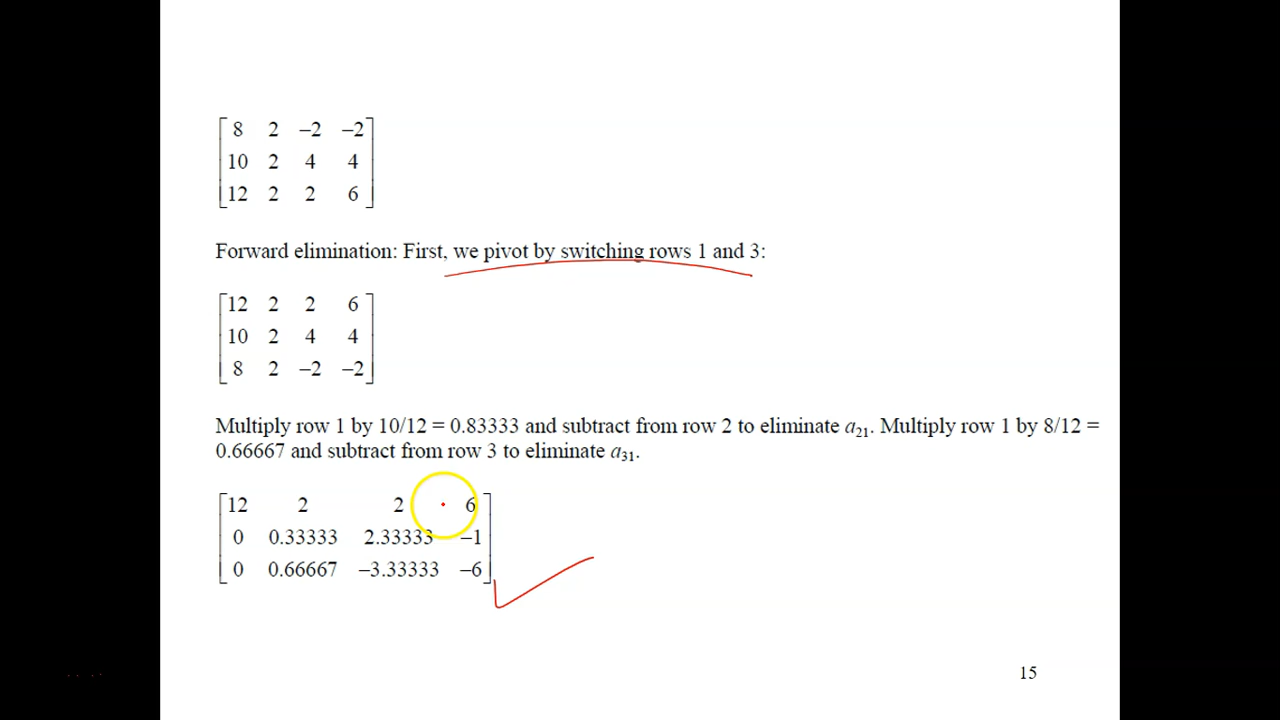 8 2 –2 –2
10 2 4 4
12 2 2 6
Forward elimination: First, we pivot by switching rows 1 and 3:
12 2 2 6
10 2 4 4
8 2 –2 –2
Multiply row 1 by 10/12 = 0.83333 and subtract from row 2 to eliminate a21. Multiply row 1 by 8/12 =
0.66667 and subtract from row 3 to eliminate a31.
12 2 2 6
0 0.33333 2.33333 –1
0 0.66667 –3.33333 –6
15